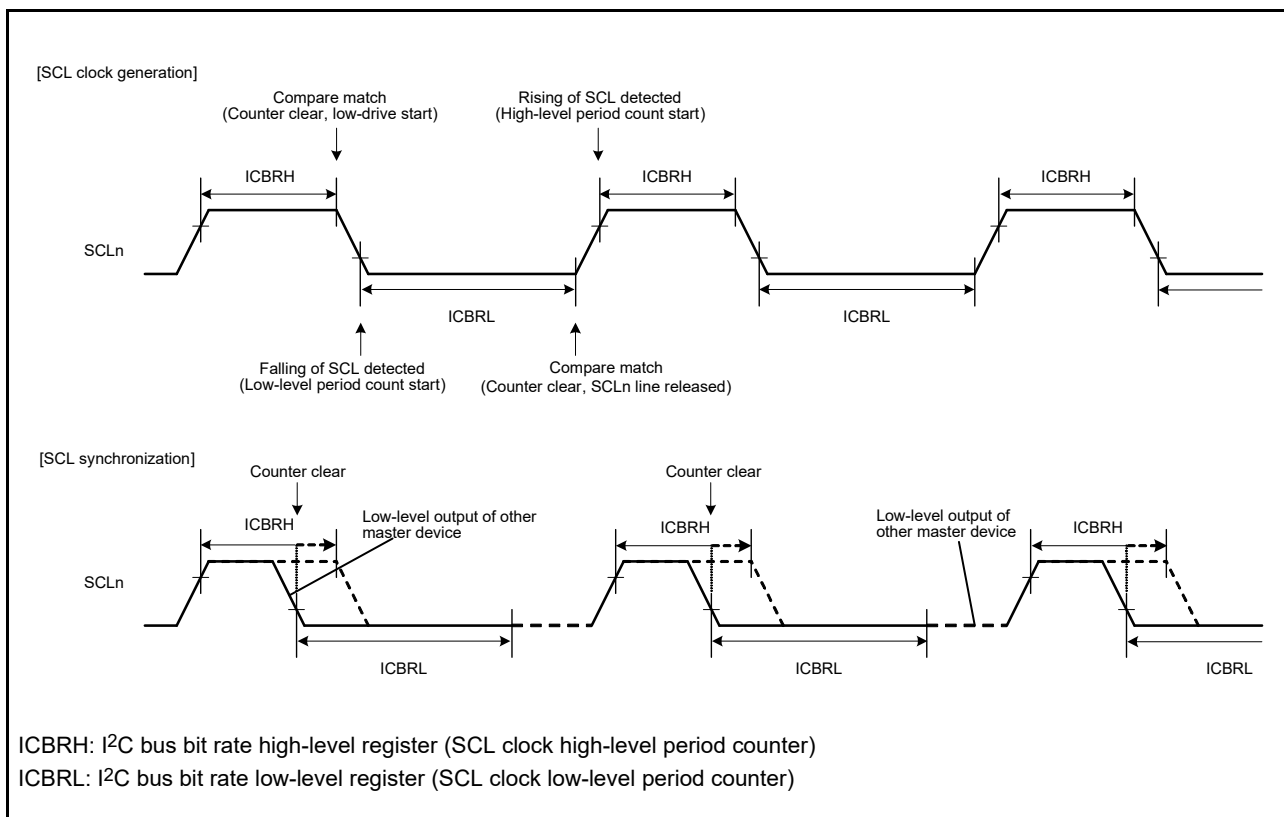 [SCL clock generation]
Compare match
(Counter clear, low-drive start)
Rising of SCL detected
(High-level period count start)
ICBRH
ICBRH
ICBRH
SCLn
ICBRL
ICBRL
Falling of SCL detected
(Low-level period count start)
Compare match
(Counter clear, SCLn line released)
[SCL synchronization]
Counter clear
Counter clear
ICBRH
Low-level output of other
master device
ICBRH
Low-level output of
other master device
ICBRH
SCLn
ICBRL
ICBRL
ICBRL
ICBRH: I2C bus bit rate high-level register (SCL clock high-level period counter)
ICBRL: I2C bus bit rate low-level register (SCL clock low-level period counter)